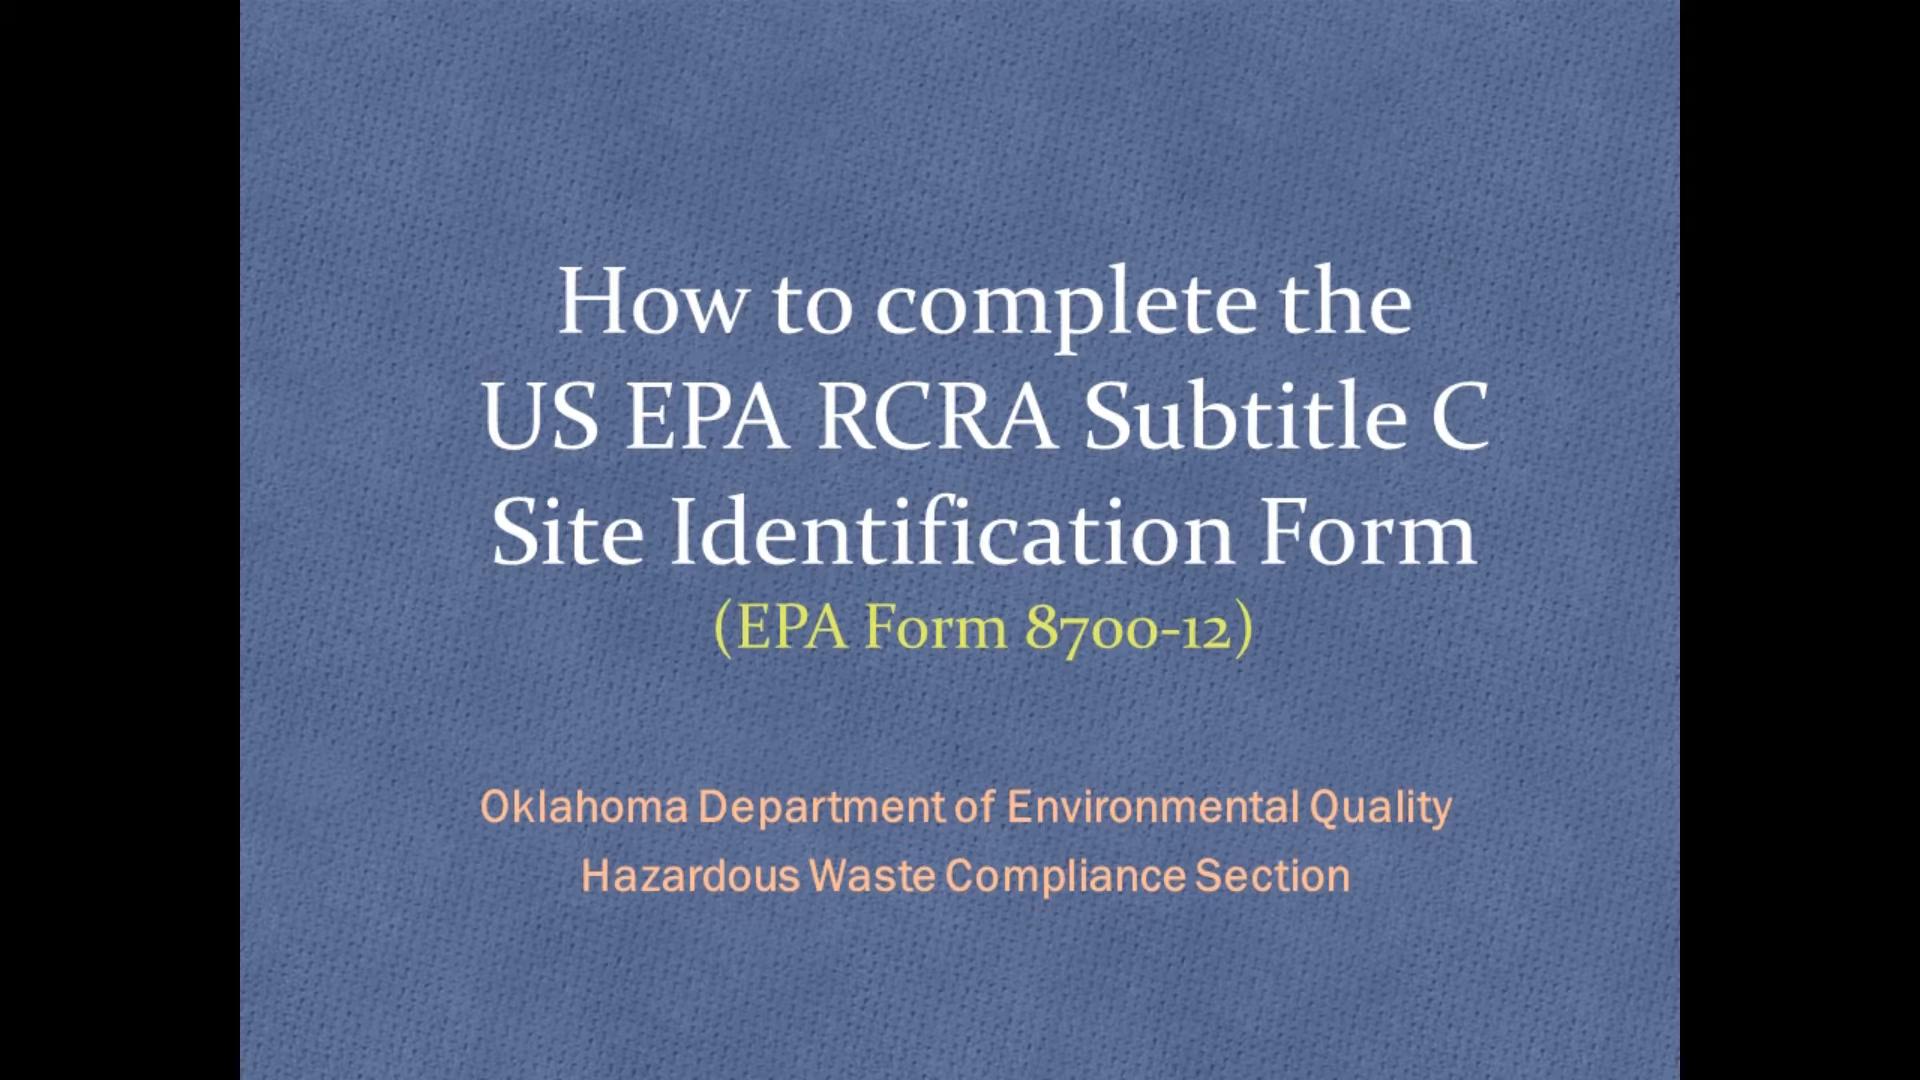 How to complete the
US EPA RCRA Subtitle C
Site Identification Form
(EPA Form 8700-12)
Oklahoma Department of Environmental Quality
Hazardous Waste Compliance Section